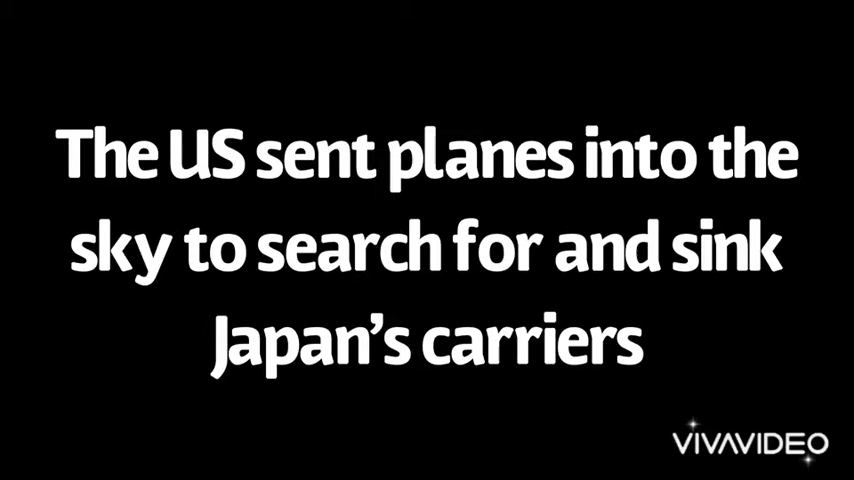 The US sent planes into the
sky to search for and sink
Japan’s carriers
VIVAVIDEO